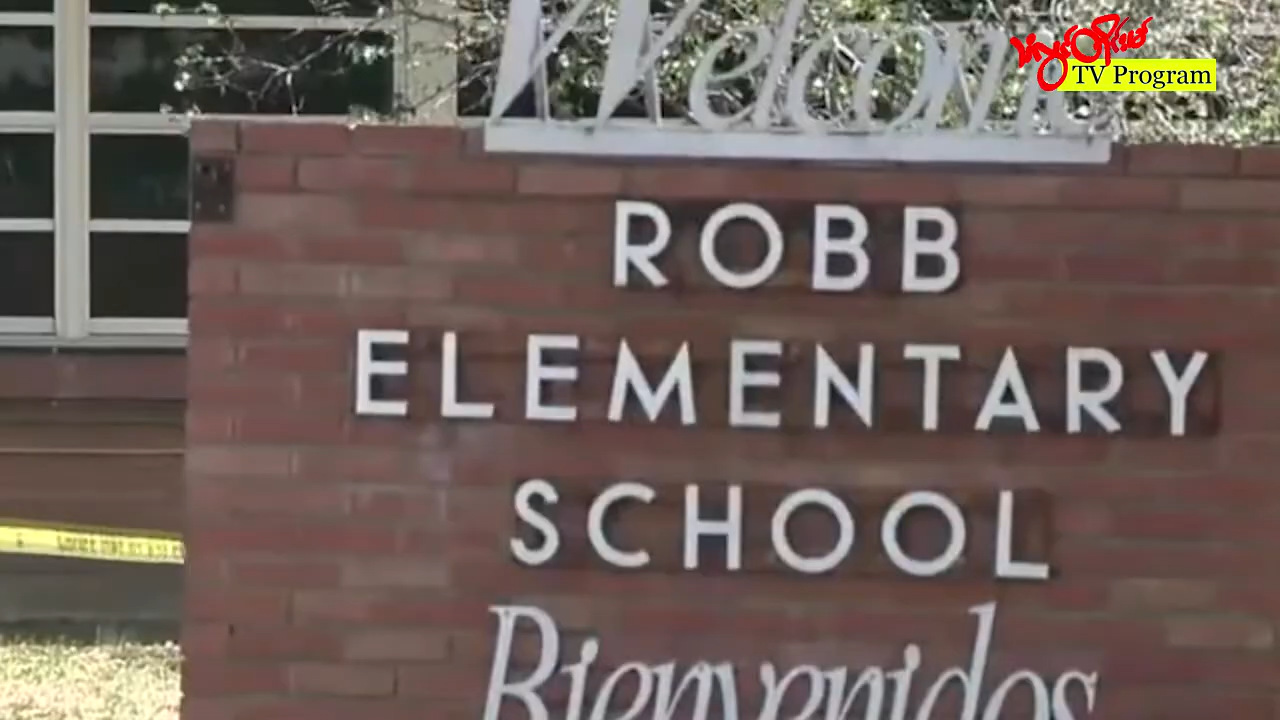 Welcome
TV Program
ROBB
ELEMENTARY
SCHOOL
Bienvenidos